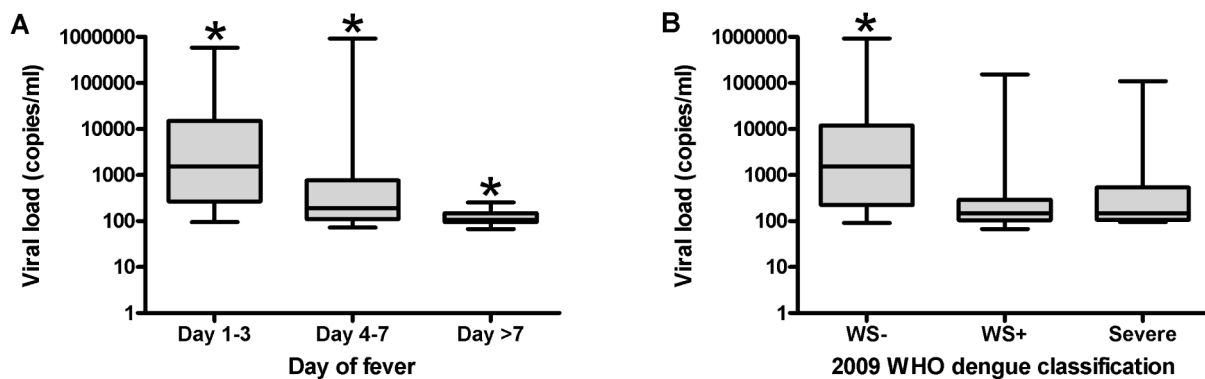 A
Viral load (copies/ml)
1000000
100000
10000
1000
100
10
1
*
*
*
Day 1-3
Day 4-7
Day >7
Day of fever
B
Viral load (copies/ml)
1000000
100000
10000
1000
100
10
1
*
WS-
WS+
Severe
2009 WHO dengue classification